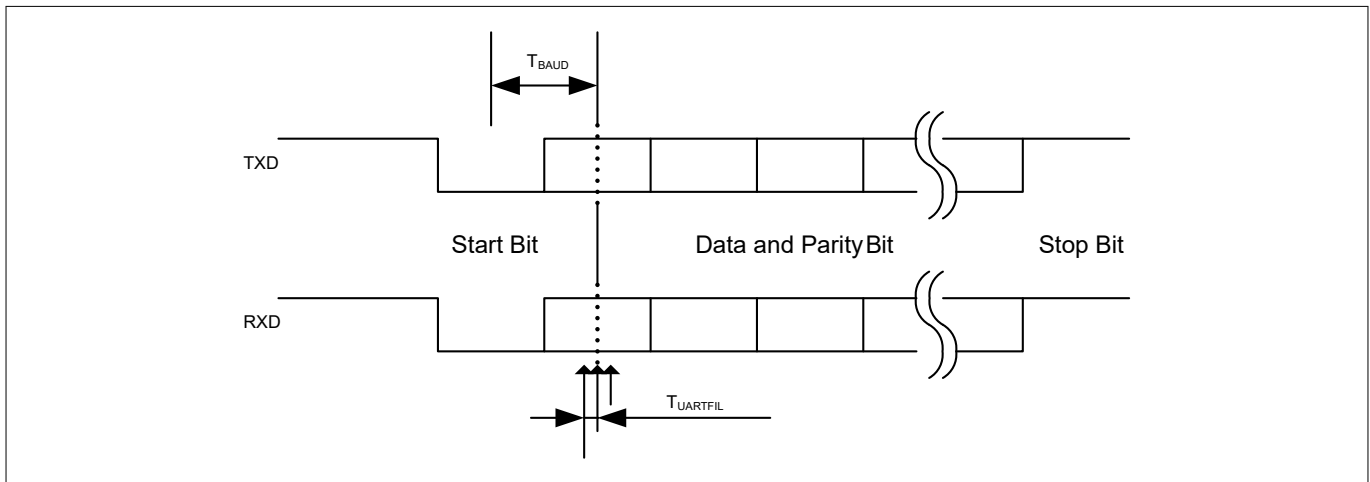 TBAUD
TXD
Start Bit Data and Parity Bit Stop Bit
RXD
TUARTFIL